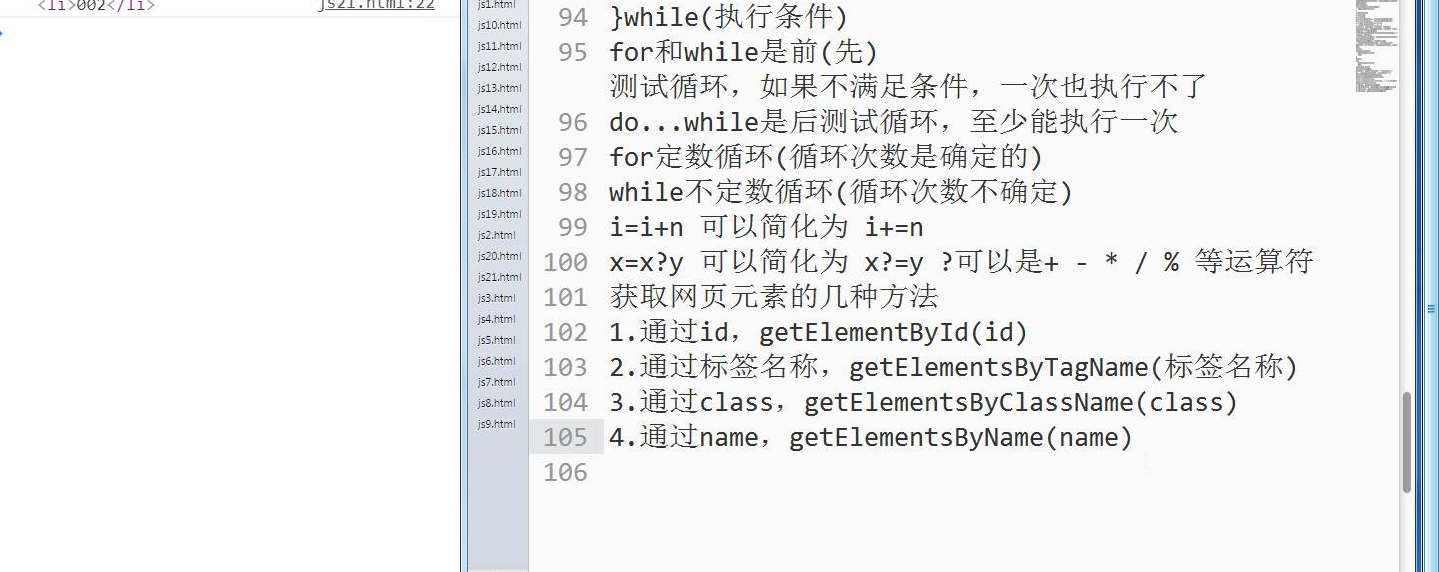 <li>002</li>
js21.html:22
js1.html
js10.html
js11.html
js12.html
js13.html
js14.html
js15.html
js16.html
js17.html
js18.html
js19.html
js2.html
js20.html
js21.html
js3.html
js4.html
js5.html
js6.html
js7.html
js8.html
js9.html
94 }while(执行条件)
95 for和while是前(先)
测试循环，如果不满足条件，一次也执行不了
96 do...while是后测试循环，至少能执行一次
97 for定数循环(循环次数是确定的)
98 while不定数循环(循环次数不确定)
99 i=i+n 可以简化为 i+=n
100 x=x?y 可以简化为 x?=y ?可以是+ - * / % 等运算符
101 获取网页元素的几种方法
102 1.通过id，getElementById(id)
103 2.通过标签名称，getElementsByTagName(标签名称)
104 3.通过class，getElementsByClassName(class)
105 4.通过name，getElementsByName(name)
106